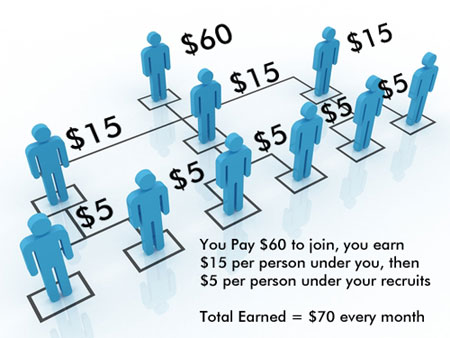 $60
$15
$15
$15
$5
$5
$5
$5
$5
$5
You Pay $60 to join, you earn
$15 per person under you, then
$5 per person under your recruits
Total Earned = $70 every month